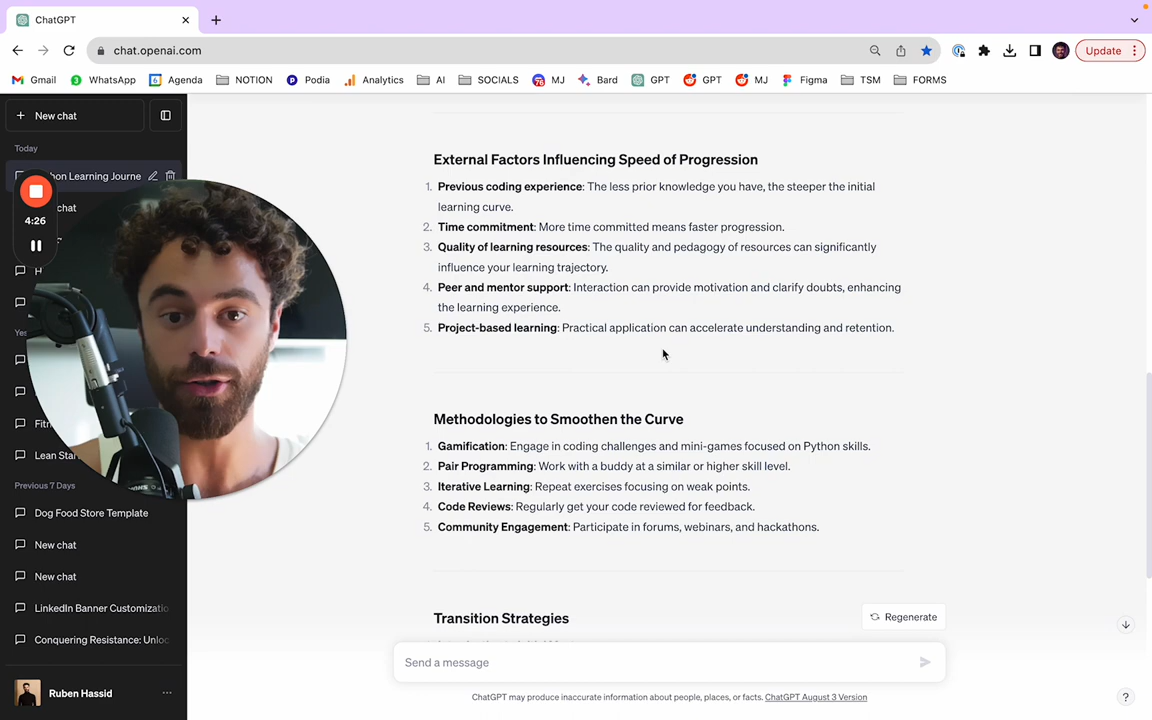 ChatGPT
chat.openai.com
Update
Gmail
WhatsApp
Agenda
NOTION
Podia
Analytics
AI
SOCIALS
MJ
Bard
GPT
GPT
MJ
Figma
TSM
FORMS
New chat
Today
hon Learning Journe
4:26
hat
H
Yes
Fitn
Lean Star
Previous 7 Days
Dog Food Store Template
New chat
New chat
LinkedIn Banner Customizatio
Conquering Resistance: Unloc
Ruben Hassid
External Factors Influencing Speed of Progression
1. Previous coding experience: The less prior knowledge you have, the steeper the initial
learning curve.
2. Time commitment: More time committed means faster progression.
3. Quality of learning resources: The quality and pedagogy of resources can significantly
influence your learning trajectory.
4. Peer and mentor support: Interaction can provide motivation and clarify doubts, enhancing
the learning experience.
5. Project-based learning: Practical application can accelerate understanding and retention.
Methodologies to Smoothen the Curve
1. Gamification: Engage in coding challenges and mini-games focused on Python skills.
2. Pair Programming: Work with a buddy at a similar or higher skill level.
3. Iterative Learning: Repeat exercises focusing on weak points.
4. Code Reviews: Regularly get your code reviewed for feedback.
5. Community Engagement: Participate in forums, webinars, and hackathons.
Transition Strategies
Regenerate
Send a message
ChatGPT may produce inaccurate information about people, places, or facts. ChatGPT August 3 Version
?